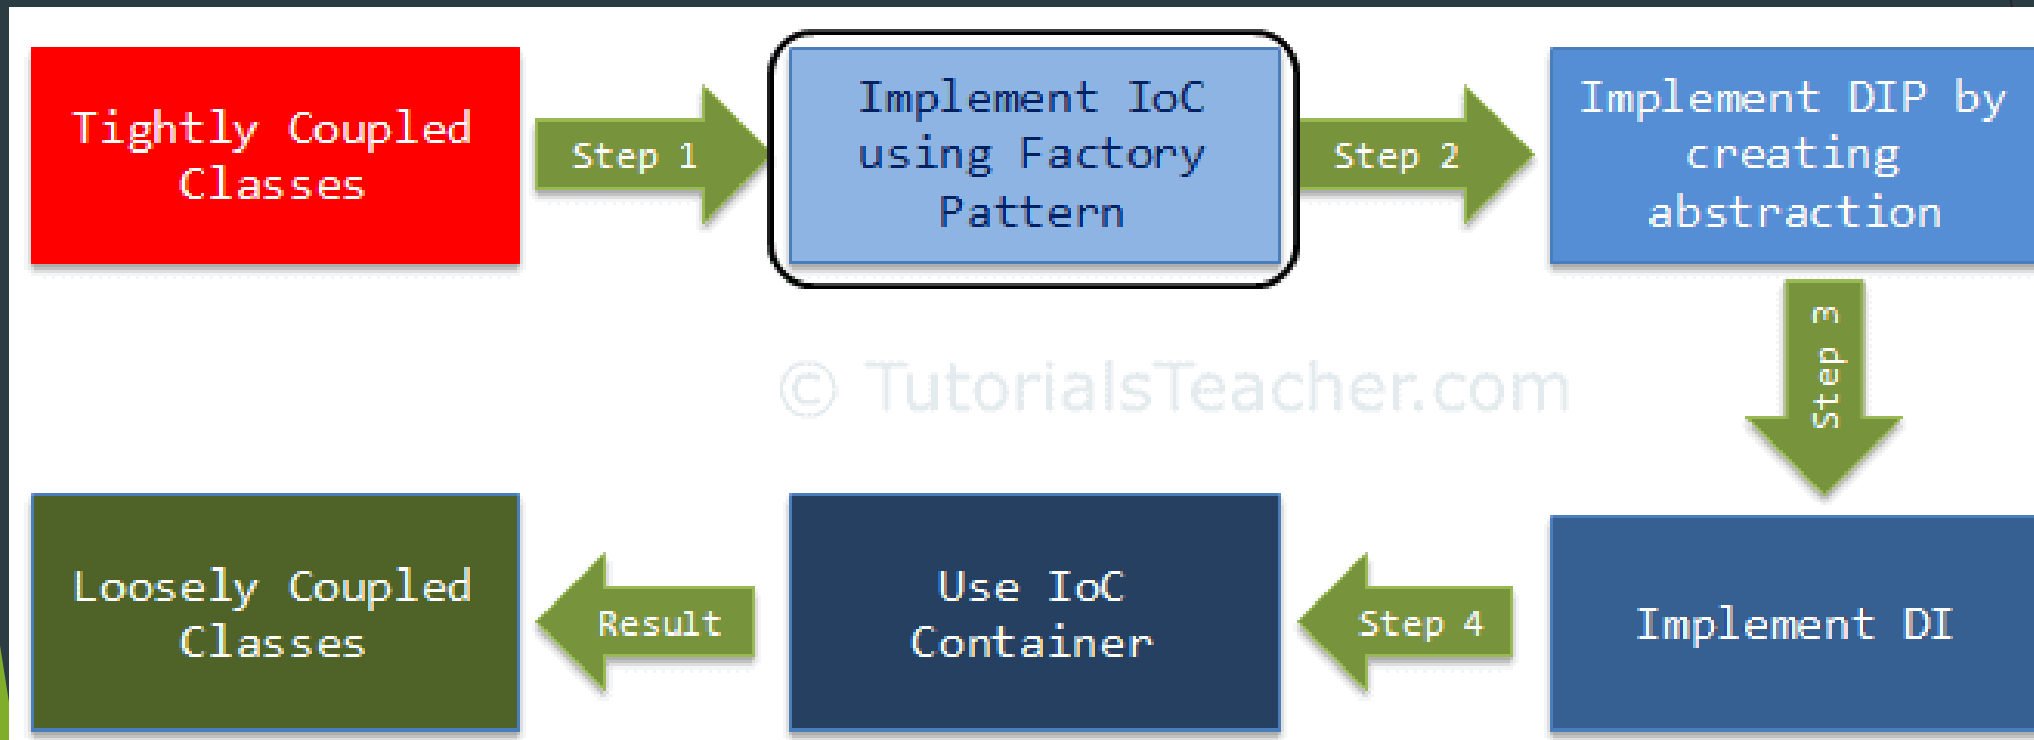 Tightly Coupled
Classes
Step 1
Implement IoC
using Factory
Pattern
Step 2
Implement DIP by
creating
abstraction
Step 3
© TutorialsTeacher.com
Implement DI
Step 4
Use IoC
Container
Result
Loosely Coupled
Classes